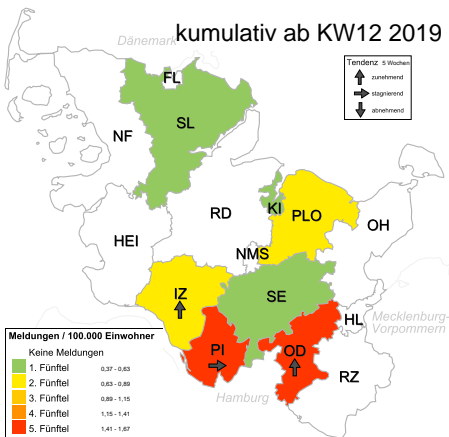 kumulativ ab KW12 2019
Dänemark
Tendenz 5 Wochen
zunehmend
stagnierend
abnehmend
FL
SL
NF
RD
KI
PLO
OH
HEI
NMS
IZ
SE
HL
Mecklenburg-
Vorpommern
PI
OD
RZ
Hamburg
Meldungen / 100.000 Einwohner
Keine Meldungen
1. Fünftel 0,37 - 0,63
2. Fünftel 0,63 - 0,89
3. Fünftel 0,89 - 1,15
4. Fünftel 1,15 - 1,41
5. Fünftel 1,41 - 1,67